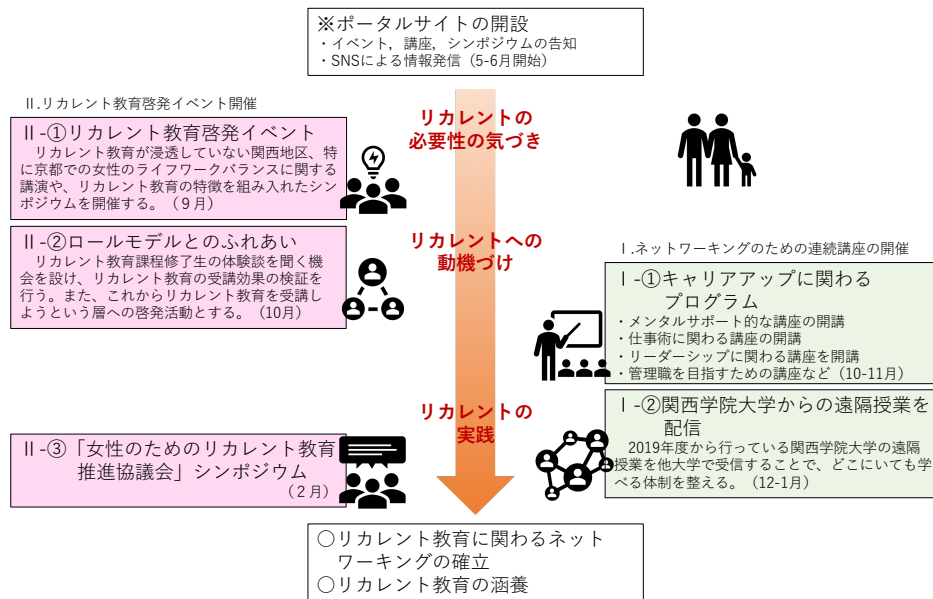 ※ポータルサイトの開設
・イベント，講座，シンポジウムの告知
・SNSによる情報発信（5-6月開始）
Ⅱ.リカレント教育啓発イベント開催
Ⅱ-①リカレント教育啓発イベント
リカレント教育が浸透していない関西地区、特
に京都での女性のライフワークバランスに関する
講演や、リカレント教育の特徴を組み入れたシン
ポジウムを開催する。（９月）
Ⅱ-②ロールモデルとのふれあい
リカレント教育課程修了生の体験談を聞く機
会を設け、リカレント教育の受講効果の検証を
行う。また、これからリカレント教育を受講し
ようという層への啓発活動とする。（10月）
Ⅱ-③「女性のためのリカレント教育
推進協議会」シンポジウム
（２月）
リカレントの
必要性の気づき
リカレントへの
動機づけ
リカレントの
実践
Ⅰ.ネットワーキングのための連続講座の開催
Ⅰ-①キャリアアップに関わる
プログラム
・メンタルサポート的な講座の開講
・仕事術に関わる講座の開講
・リーダーシップに関わる講座を開講
・管理職を目指すための講座など（10-11月）
Ⅰ-②関西学院大学からの遠隔授業を
配信
2019年度から行っている関西学院大学の遠隔
授業を他大学で受信することで、どこにいても学
べる体制を整える。（12-1月）
○リカレント教育に関わるネット
ワーキングの確立
○リカレント教育の涵養